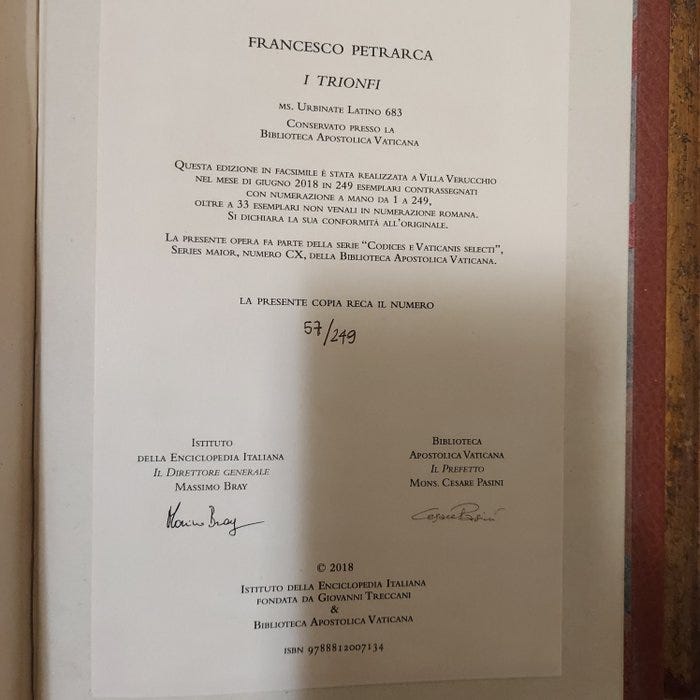 FRANCESCO PETRARCA
I TRIONFI
MS. URBINATE LATINO 683
CONSERVATO PRESSO LA
BIBLIOTECA APOSTOLICA VATICANA
QUESTA EDIZIONE IN FACSIMILE È STATA REALIZZATA A VILLA VERUCCHIO
NEL MESE DI GIUGNO 2018 IN 249 ESEMPLARI CONTRASSEGNATI
CON NUMERAZIONE A MANO DA 1 A 249,
OLTRE A 33 ESEMPLARI NON VENALI IN NUMERAZIONE ROMANA.
SI DICHIARA LA SUA CONFORMITÀ ALL'ORIGINALE.
LA PRESENTE OPERA FA PARTE DELLA SERIE "CODICES E VATICANIS SELECTI",
SERIES MAIOR, NUMERO CX, DELLA BIBLIOTECA APOSTOLICA VATICANA.
LA PRESENTE COPIA RECA IL NUMERO
57/249
ISTITUTO
DELLA ENCICLOPEDIA ITALIANA
IL DIRETTORE GENERALE
MASSIMO BRAY
Massimo Bray
BIBLIOTECA
APOSTOLICA VATICANA
IL PREFETTO
MONS. CESARE PASINI
Cesare Pasini
© 2018
ISTITUTO DELLA ENCICLOPEDIA ITALIANA
FONDATA DA GIOVANNI TRECCANI
&
BIBLIOTECA APOSTOLICA VATICANA
ISBN 9788812007134